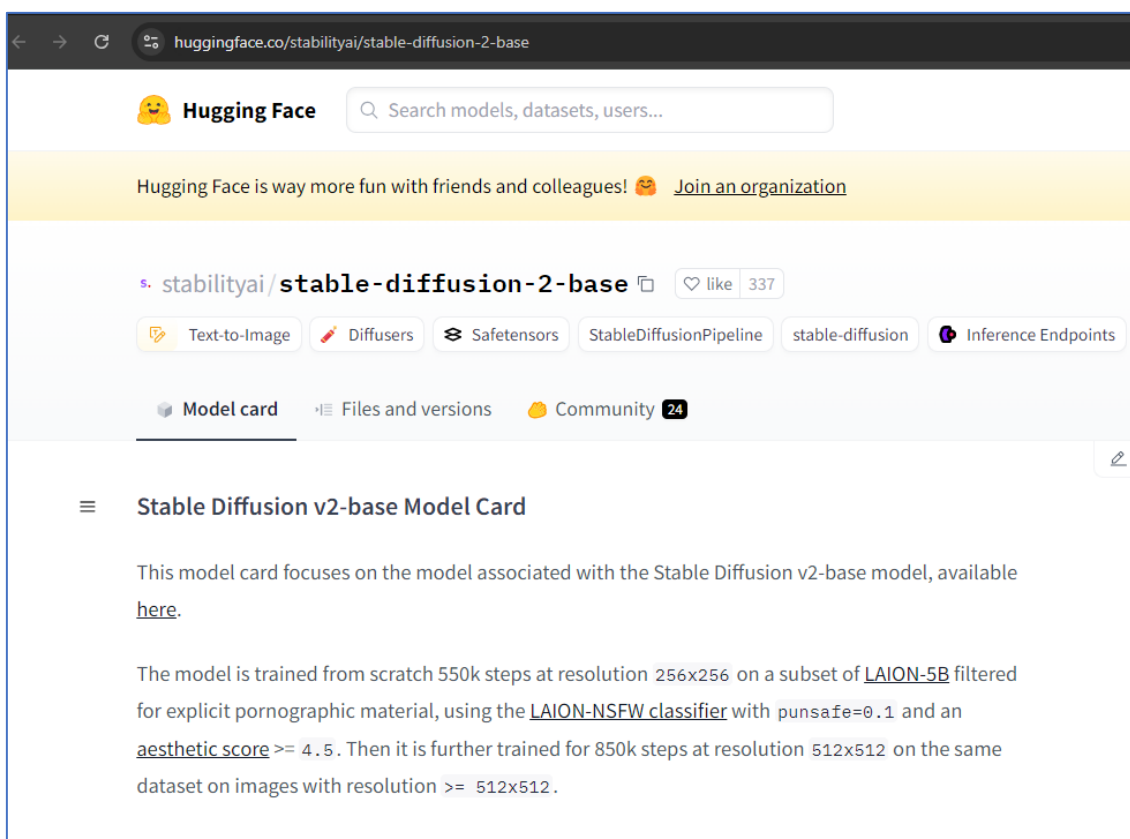 huggingface.co/stabilityai/stable-diffusion-2-base
Hugging Face
Search models, datasets, users...
Hugging Face is way more fun with friends and colleagues! 🤗 Join an organization
s. stabilityai/stable-diffusion-2-base like 337
Text-to-Image Diffusers Safetensors StableDiffusionPipeline stable-diffusion Inference Endpoints
Model card Files and versions Community 24
Stable Diffusion v2-base Model Card
This model card focuses on the model associated with the Stable Diffusion v2-base model, available
here.
The model is trained from scratch 550k steps at resolution 256x256 on a subset of LAION-5B filtered
for explicit pornographic material, using the LAION-NSFW classifier with punsafe=0.1 and an
aesthetic score >= 4.5. Then it is further trained for 850k steps at resolution 512x512 on the same
dataset on images with resolution >= 512x512.